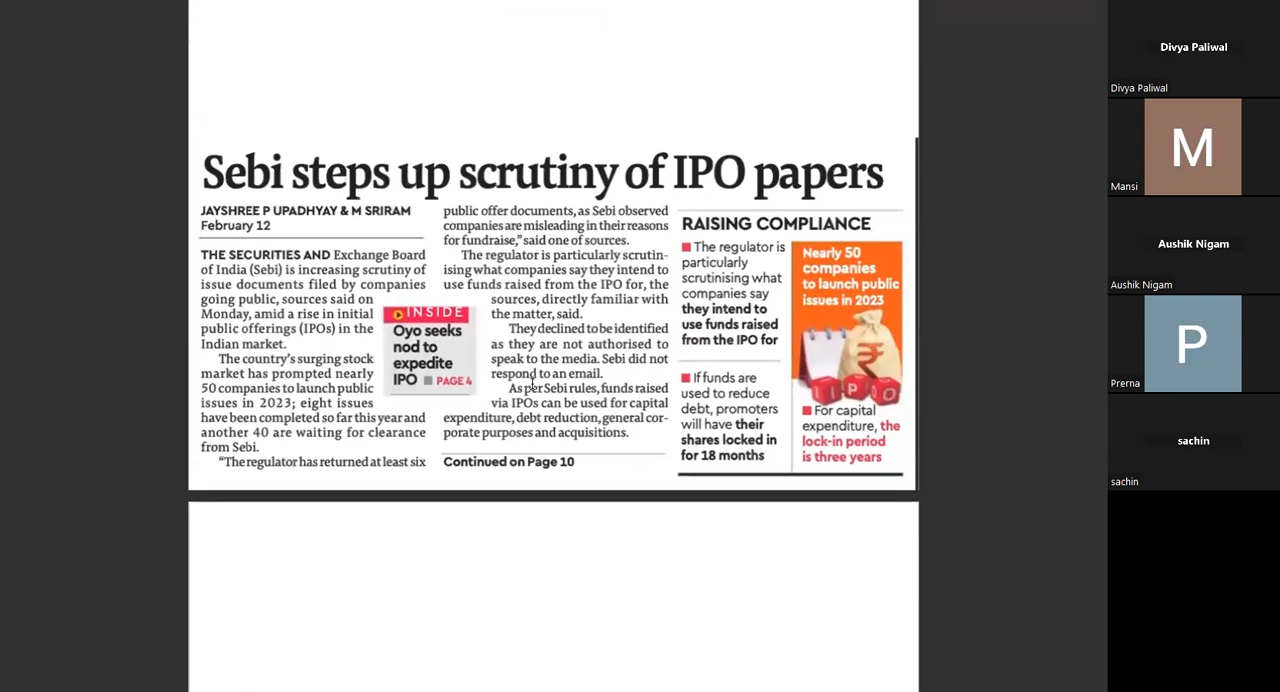 Sebi steps up scrutiny of IPO papers
JAYSHREE P UPADHYAY & M SRIRAM
February 12
THE SECURITIES AND Exchange Board
of India (Sebi) is increasing scrutiny of
issue documents filed by companies
going public, sources said on
Monday, amid a rise in initial
public offerings (IPOs) in the
Indian market.
The country's surging stock
market has prompted nearly
50 companies to launch public
issues in 2023; eight issues
have been completed so far this year and
another 40 are waiting for clearance
from Sebi.
"The regulator has returned at least six
INSIDE
Oyo seeks
nod to
expedite
IPO
PAGE 4
public offer documents, as Sebi observed
companies are misleading in their reasons
for fundraise," said one of sources.
The regulator is particularly scrutin-
ising what companies say they intend to
use funds raised from the IPO for, the
sources, directly familiar with
the matter, said.
They declined to be identified
as they are not authorised to
speak to the media. Sebi did not
respond to an email.
As per Sebi rules, funds raised
via IPOs can be used for capital
expenditure, debt reduction, general cor-
porate purposes and acquisitions.
Continued on Page 10
RAISING COMPLIANCE
The regulator is
particularly
scrutinising what
companies say
they intend to
use funds raised
from the IPO for
If funds are
used to reduce
debt, promoters
will have their
shares locked in
for 18 months
Nearly 50
companies
to launch public
issues in 2023
₹
IPO
For capital
expenditure, the
lock-in period
is three years
Divya Paliwal
Divya Paliwal
M
Mansi
Aushik Nigam
Aushik Nigam
P
Prerna
sachin
sachin